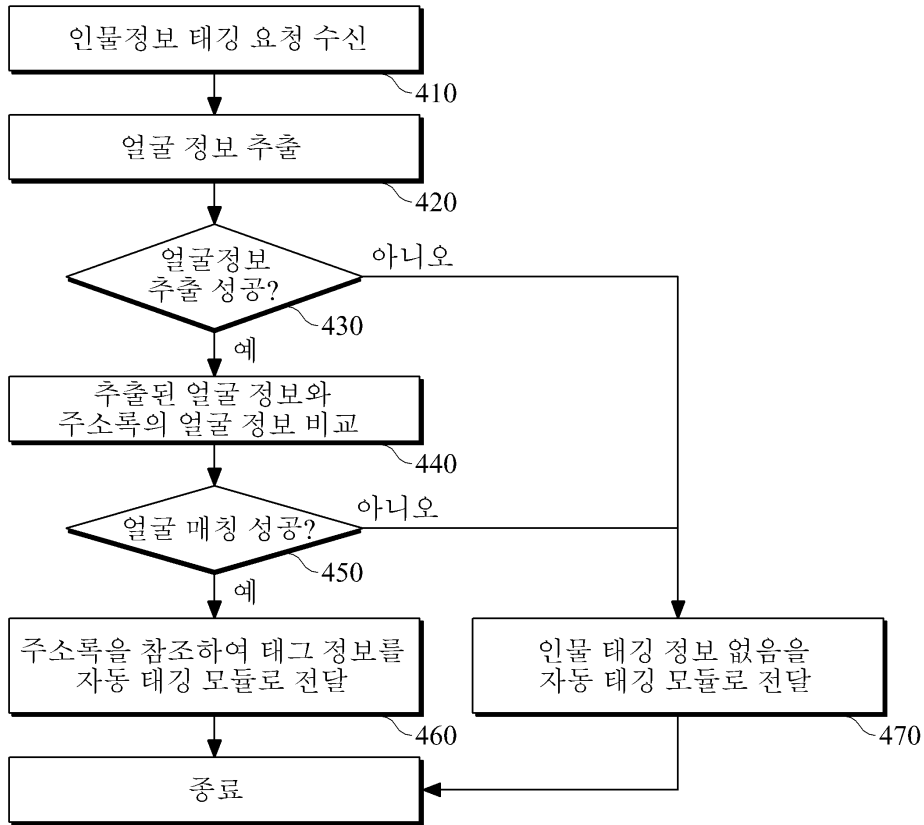 인물정보 태깅 요청 수신
410
얼굴 정보 추출
420
얼굴정보
추출 성공?
아니오
430
예
추출된 얼굴 정보와
주소록의 얼굴 정보 비교
440
얼굴 매칭 성공?
아니오
450
예
주소록을 참조하여 태그 정보를
자동 태깅 모듈로 전달
460
인물 태깅 정보 없음을
자동 태깅 모듈로 전달
470
종료